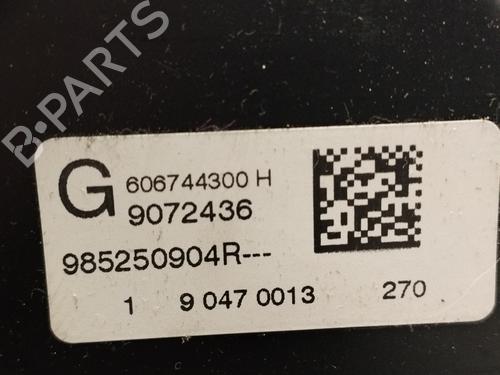 B-PARTS
G 606744300 H
9072436
985250904R---
1 9 047 0013 270